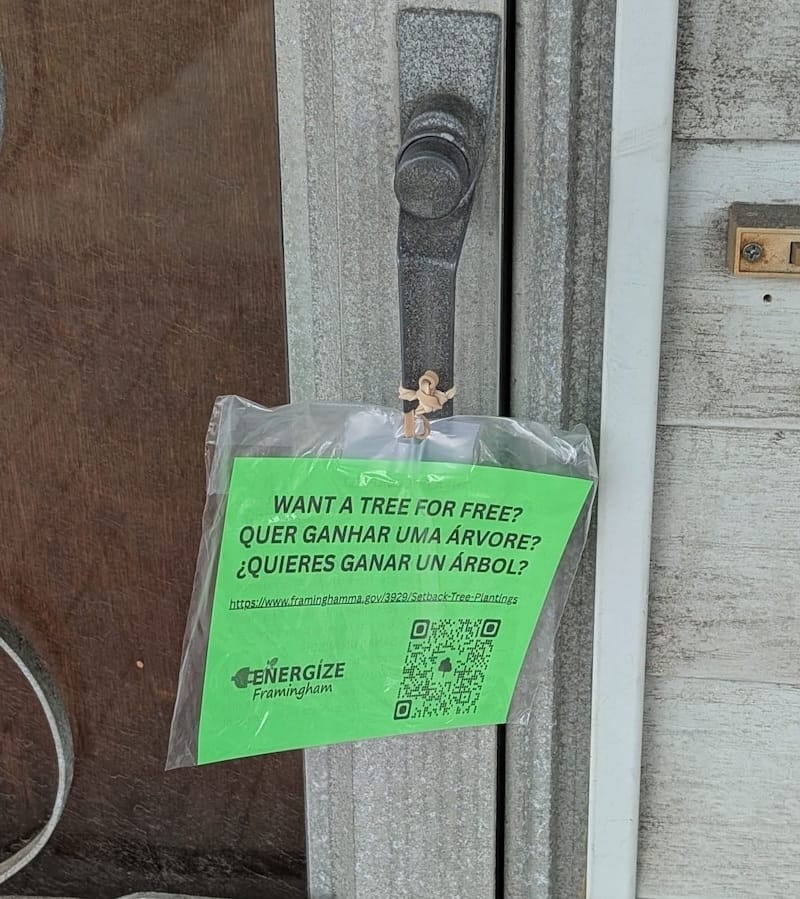 WANT A TREE FOR FREE?
QUER GANHAR UMA ÁRVORE?
¿QUIERES GANAR UN ÁRBOL?
https://www.framinghamma.gov/3929/Setback-Tree-Plantings
ENERGIZE
Framingham